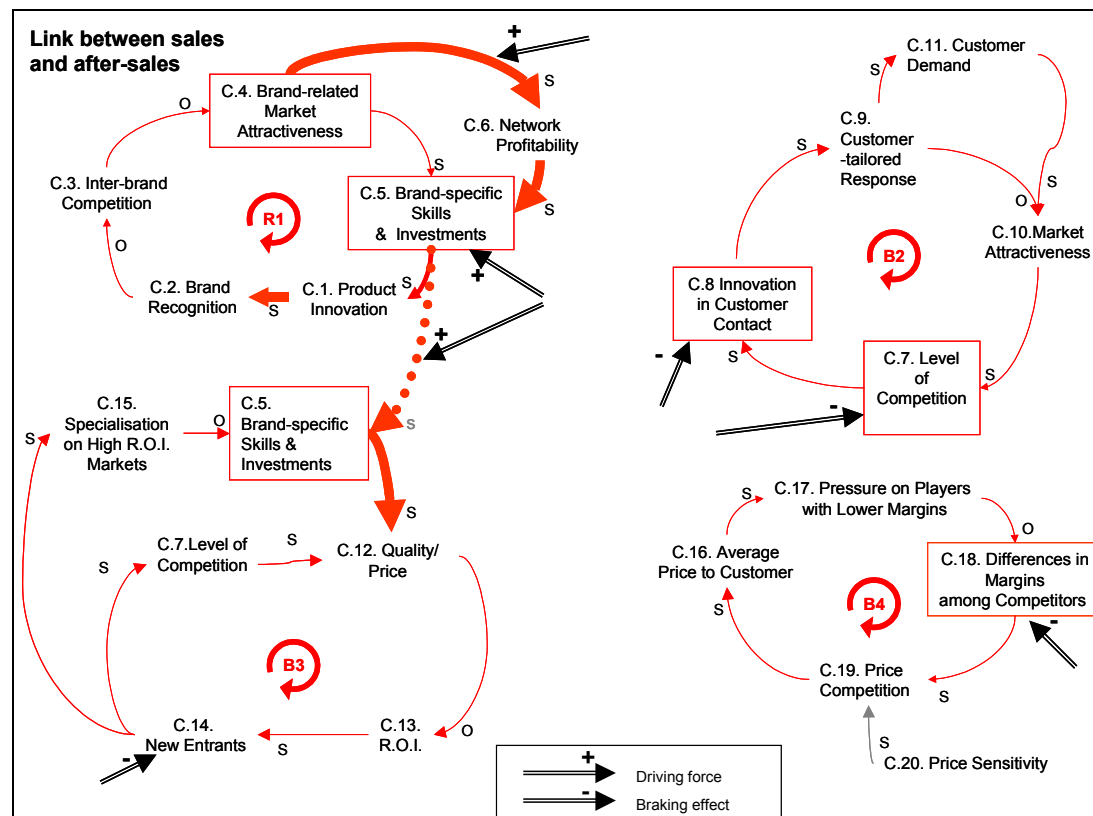 Link between sales
and after-sales
+
S
C.4. Brand-related
Market
Attractiveness
O
C.6. Network
Profitability
S
S
C.3. Inter-brand
Competition
C.5. Brand-specific
Skills
& Investments
R1
O
+
S
C.2. Brand
Recognition
S
C.1. Product
Innovation
+
S
C.15.
Specialisation
on High R.O.I.
Markets
S
O
C.5.
Brand-specific
Skills &
Investments
S
C.7.Level of
Competition
S
S
C.12. Quality/
Price
B3
C.14.
New Entrants
-
S
C.13.
R.O.I.
O
C.11. Customer
Demand
S
C.9.
Customer
-tailored
Response
S
S
O
C.10.Market
Attractiveness
B2
C.8 Innovation
in Customer
Contact
-
S
C.7. Level
of
Competition
S
-
C.17. Pressure on Players
with Lower Margins
S
O
C.16. Average
Price to Customer
C.18. Differences in
Margins
among Competitors
B4
S
-
C.19. Price
Competition
S
S
C.20. Price Sensitivity
+
Driving force
-
Braking effect